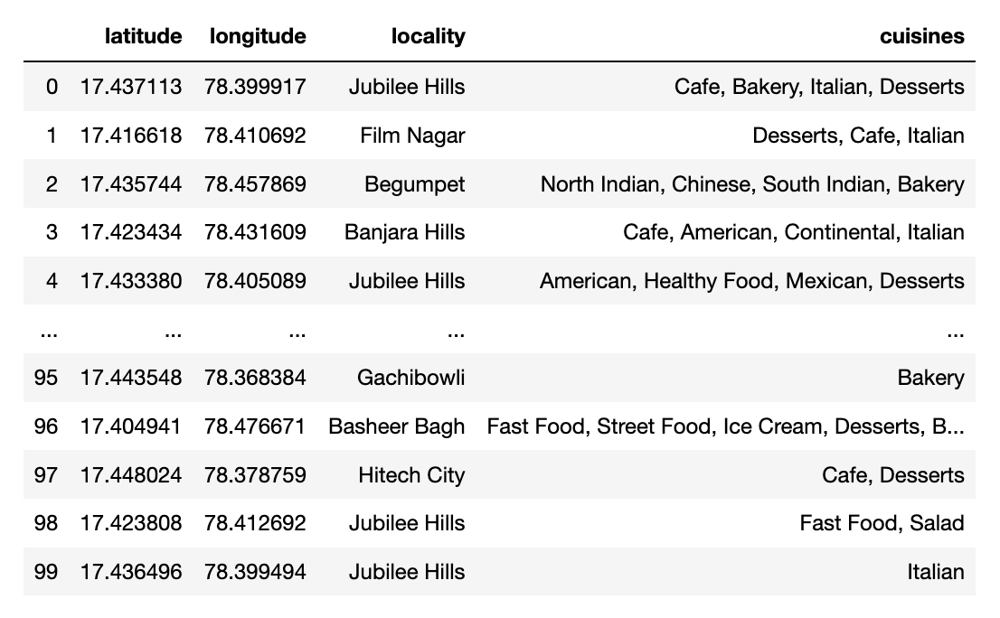 latitude longitude locality cuisines
0 17.437113 78.399917 Jubilee Hills Cafe, Bakery, Italian, Desserts
1 17.416618 78.410692 Film Nagar Desserts, Cafe, Italian
2 17.435744 78.457869 Begumpet North Indian, Chinese, South Indian, Bakery
3 17.423434 78.431609 Banjara Hills Cafe, American, Continental, Italian
4 17.433380 78.405089 Jubilee Hills American, Healthy Food, Mexican, Desserts
... ... ... ... ...
95 17.443548 78.368384 Gachibowli Bakery
96 17.404941 78.476671 Basheer Bagh Fast Food, Street Food, Ice Cream, Desserts, B...
97 17.448024 78.378759 Hitech City Cafe, Desserts
98 17.423808 78.412692 Jubilee Hills Fast Food, Salad
99 17.436496 78.399494 Jubilee Hills Italian